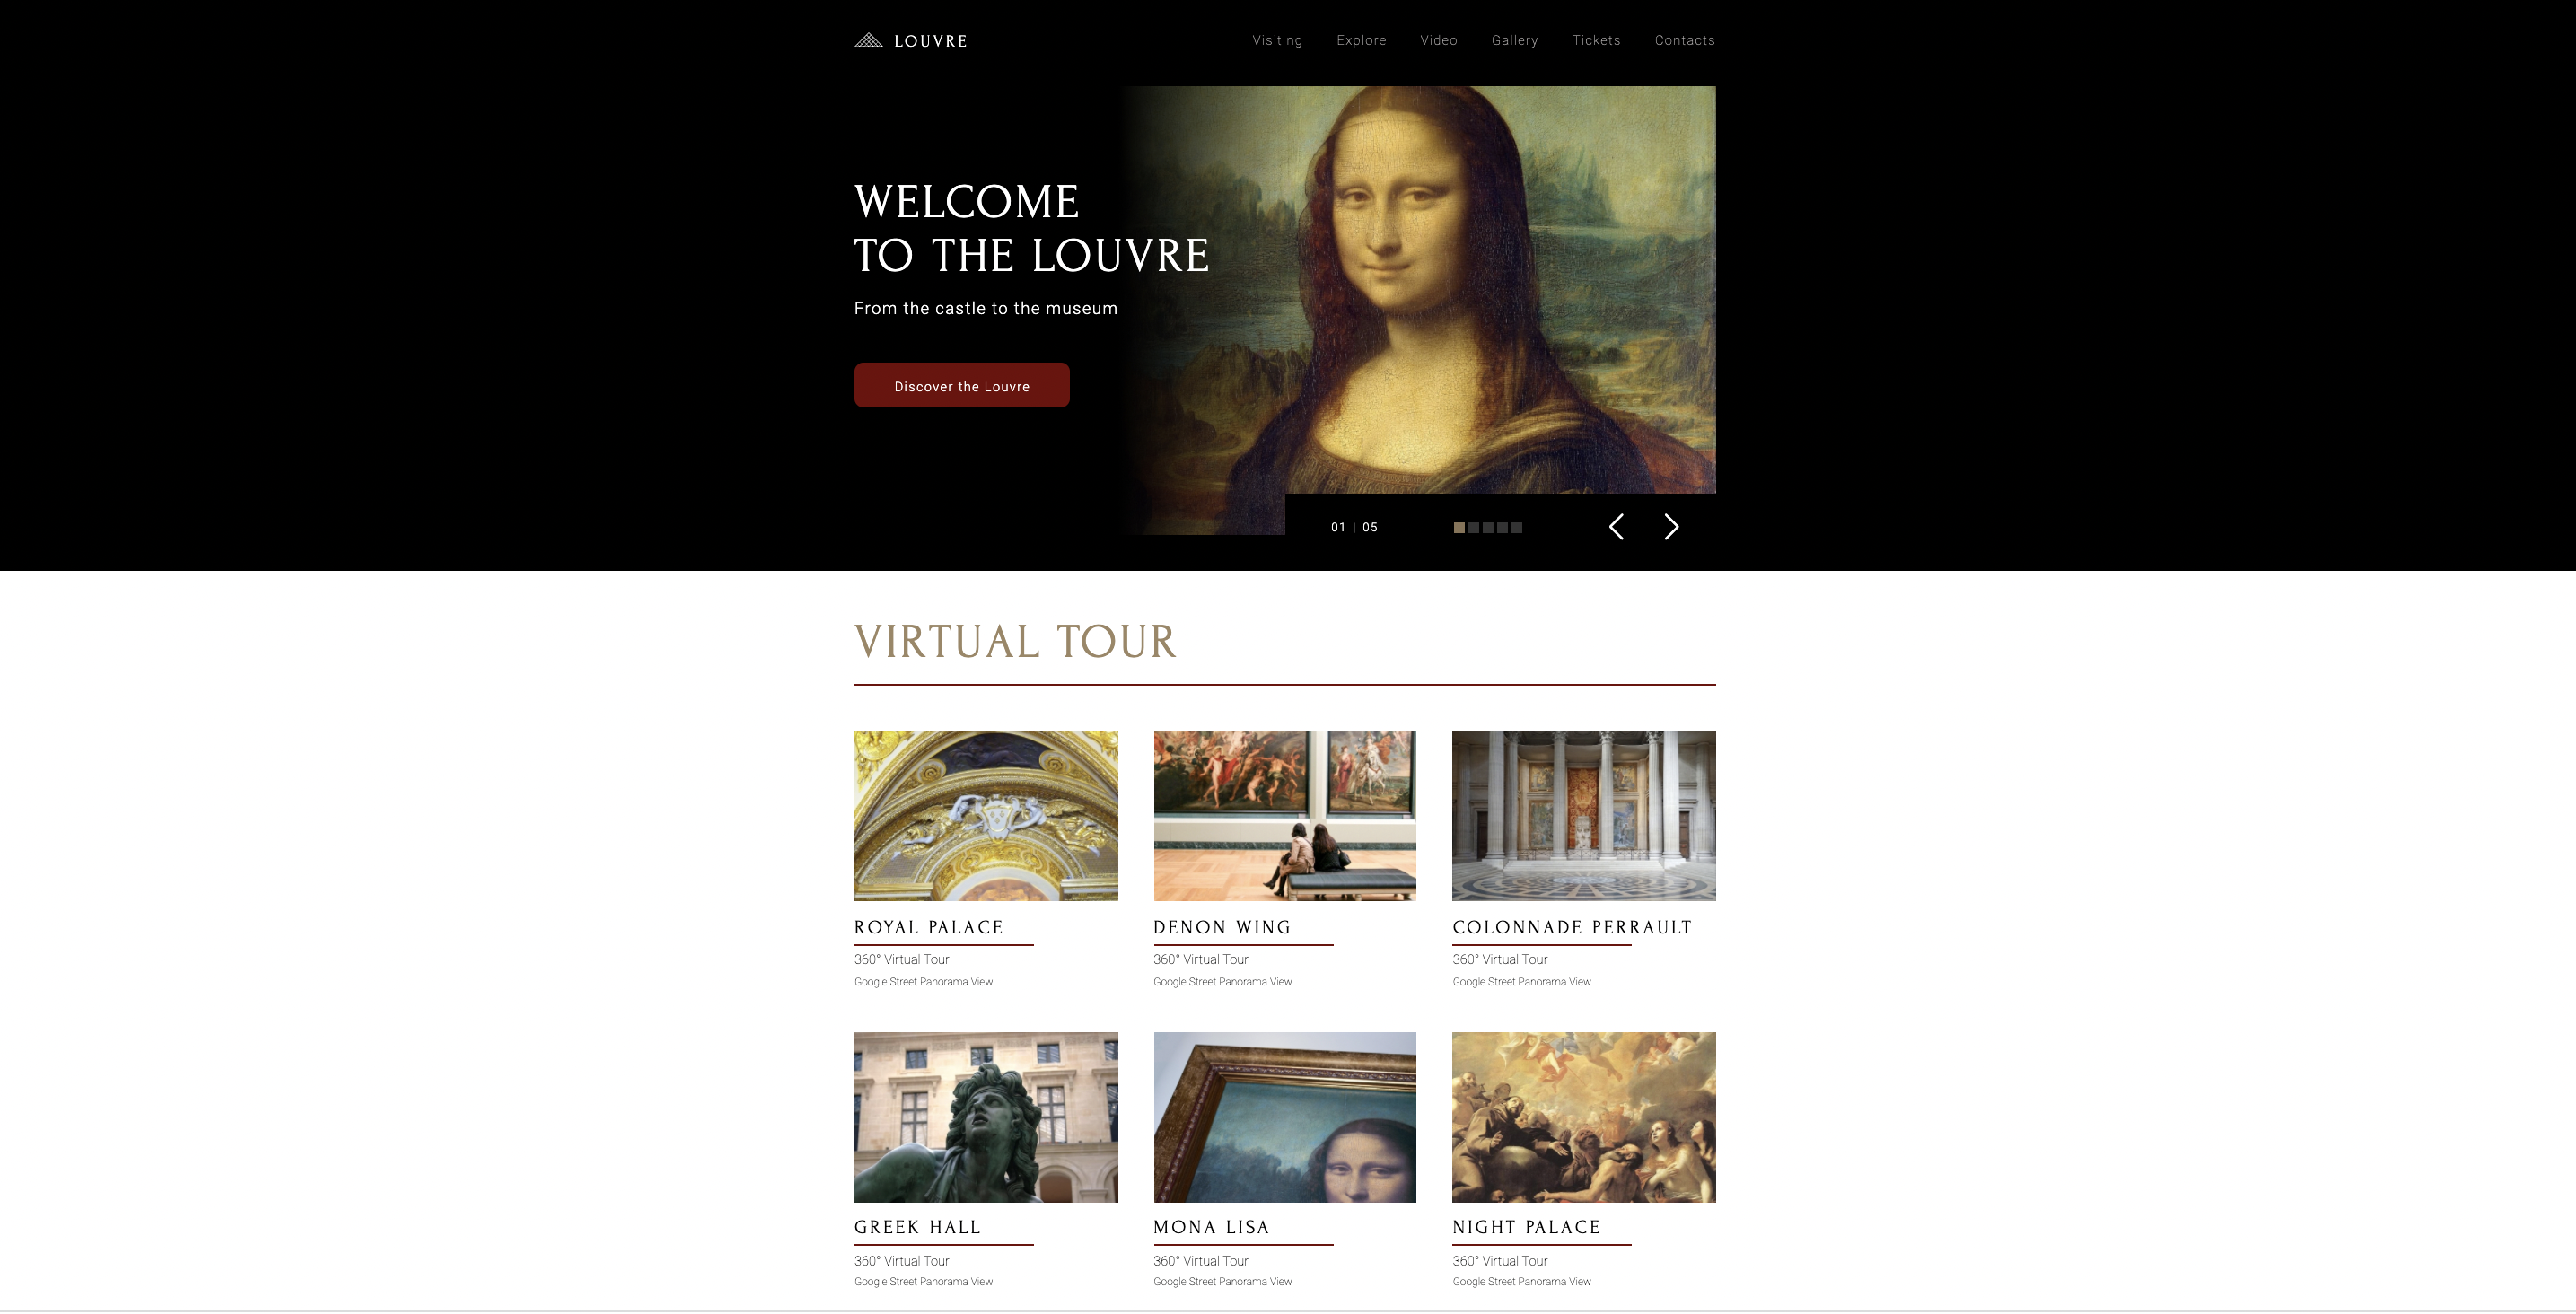 LOUVRE
Visiting Explore Video Gallery Tickets Contacts
WELCOME
TO THE LOUVRE
From the castle to the museum
Discover the Louvre
01 | 05
VIRTUAL TOUR
ROYAL PALACE
360° Virtual Tour
Google Street Panorama View
DENON WING
360° Virtual Tour
Google Street Panorama View
COLONNADE PERRAULT
360° Virtual Tour
Google Street Panorama View
GREEK HALL
360° Virtual Tour
Google Street Panorama View
MONA LISA
360° Virtual Tour
Google Street Panorama View
NIGHT PALACE
360° Virtual Tour
Google Street Panorama View